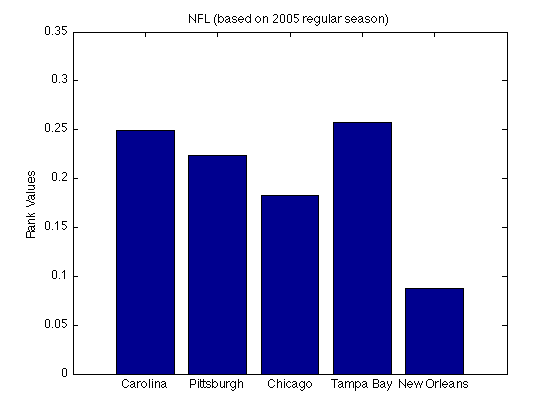 NFL (based on 2005 regular season)
0.35
0.3
0.25
0.2
0.15
0.1
0.05
0
Rank Values
Carolina Pittsburgh Chicago Tampa Bay New Orleans